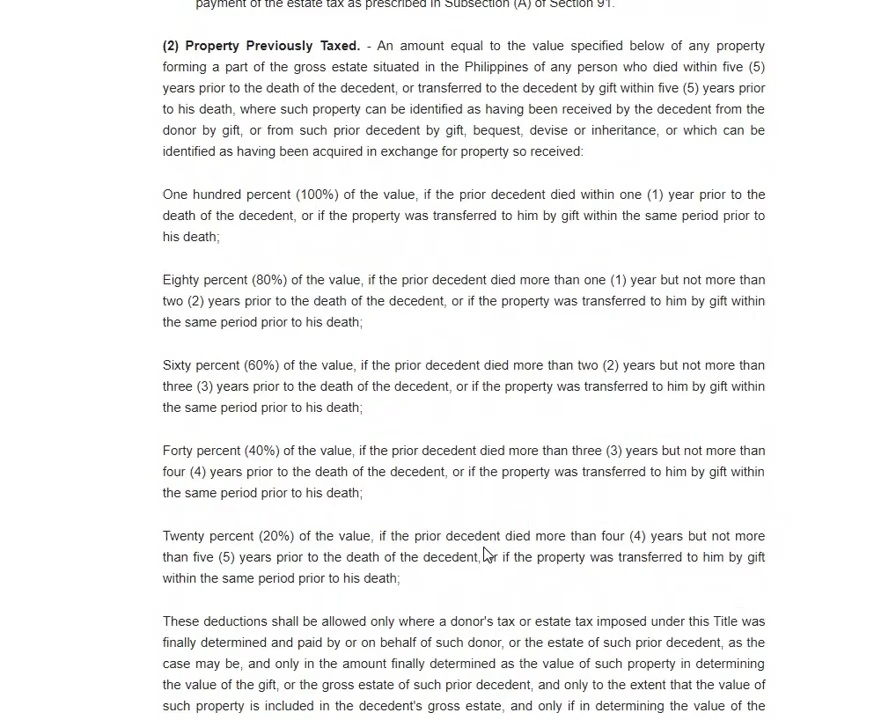 payment of the estate tax as prescribed in Subsection (A) of Section 91.
(2) Property Previously Taxed. - An amount equal to the value specified below of any property
forming a part of the gross estate situated in the Philippines of any person who died within five (5)
years prior to the death of the decedent, or transferred to the decedent by gift within five (5) years prior
to his death, where such property can be identified as having been received by the decedent from the
donor by gift, or from such prior decedent by gift, bequest, devise or inheritance, or which can be
identified as having been acquired in exchange for property so received:
One hundred percent (100%) of the value, if the prior decedent died within one (1) year prior to the
death of the decedent, or if the property was transferred to him by gift within the same period prior to
his death;
Eighty percent (80%) of the value, if the prior decedent died more than one (1) year but not more than
two (2) years prior to the death of the decedent, or if the property was transferred to him by gift within
the same period prior to his death;
Sixty percent (60%) of the value, if the prior decedent died more than two (2) years but not more than
three (3) years prior to the death of the decedent, or if the property was transferred to him by gift within
the same period prior to his death;
Forty percent (40%) of the value, if the prior decedent died more than three (3) years but not more than
four (4) years prior to the death of the decedent, or if the property was transferred to him by gift within
the same period prior to his death;
Twenty percent (20%) of the value, if the prior decedent died more than four (4) years but not more
than five (5) years prior to the death of the decedent, or if the property was transferred to him by gift
within the same period prior to his death;
These deductions shall be allowed only where a donor's tax or estate tax imposed under this Title was
finally determined and paid by or on behalf of such donor, or the estate of such prior decedent, as the
case may be, and only in the amount finally determined as the value of such property in determining
the value of the gift, or the gross estate of such prior decedent, and only to the extent that the value of
such property is included in the decedent's gross estate, and only if in determining the value of the